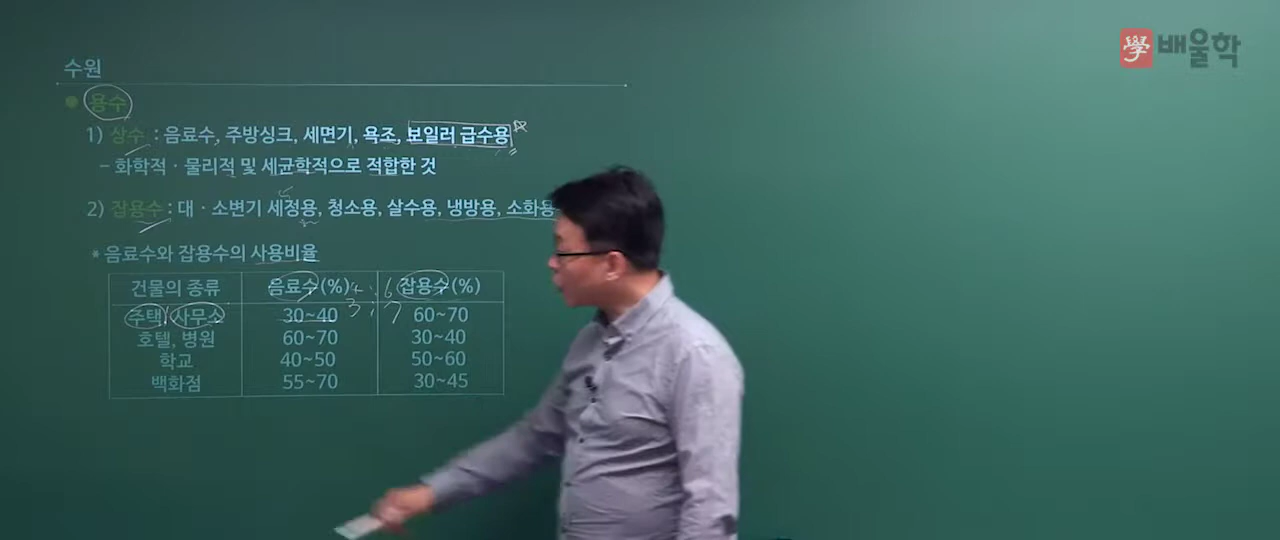 學 배울학
수원
● 용수
1) 상수 : 음료수, 주방싱크, 세면기, 욕조, 보일러 급수용
- 화학적 · 물리적 및 세균학적으로 적합한 것
2) 잡용수 : 대 · 소변기 세정용, 청소용, 살수용, 냉방용, 소화용
* 음료수와 잡용수의 사용비율
건물의 종류 음료수(%) 잡용수(%)
4 : 6
3 : 7
주택, 사무소 30~40 60~70
호텔, 병원 60~70 30~40
학교 40~50 50~60
백화점 55~70 30~45